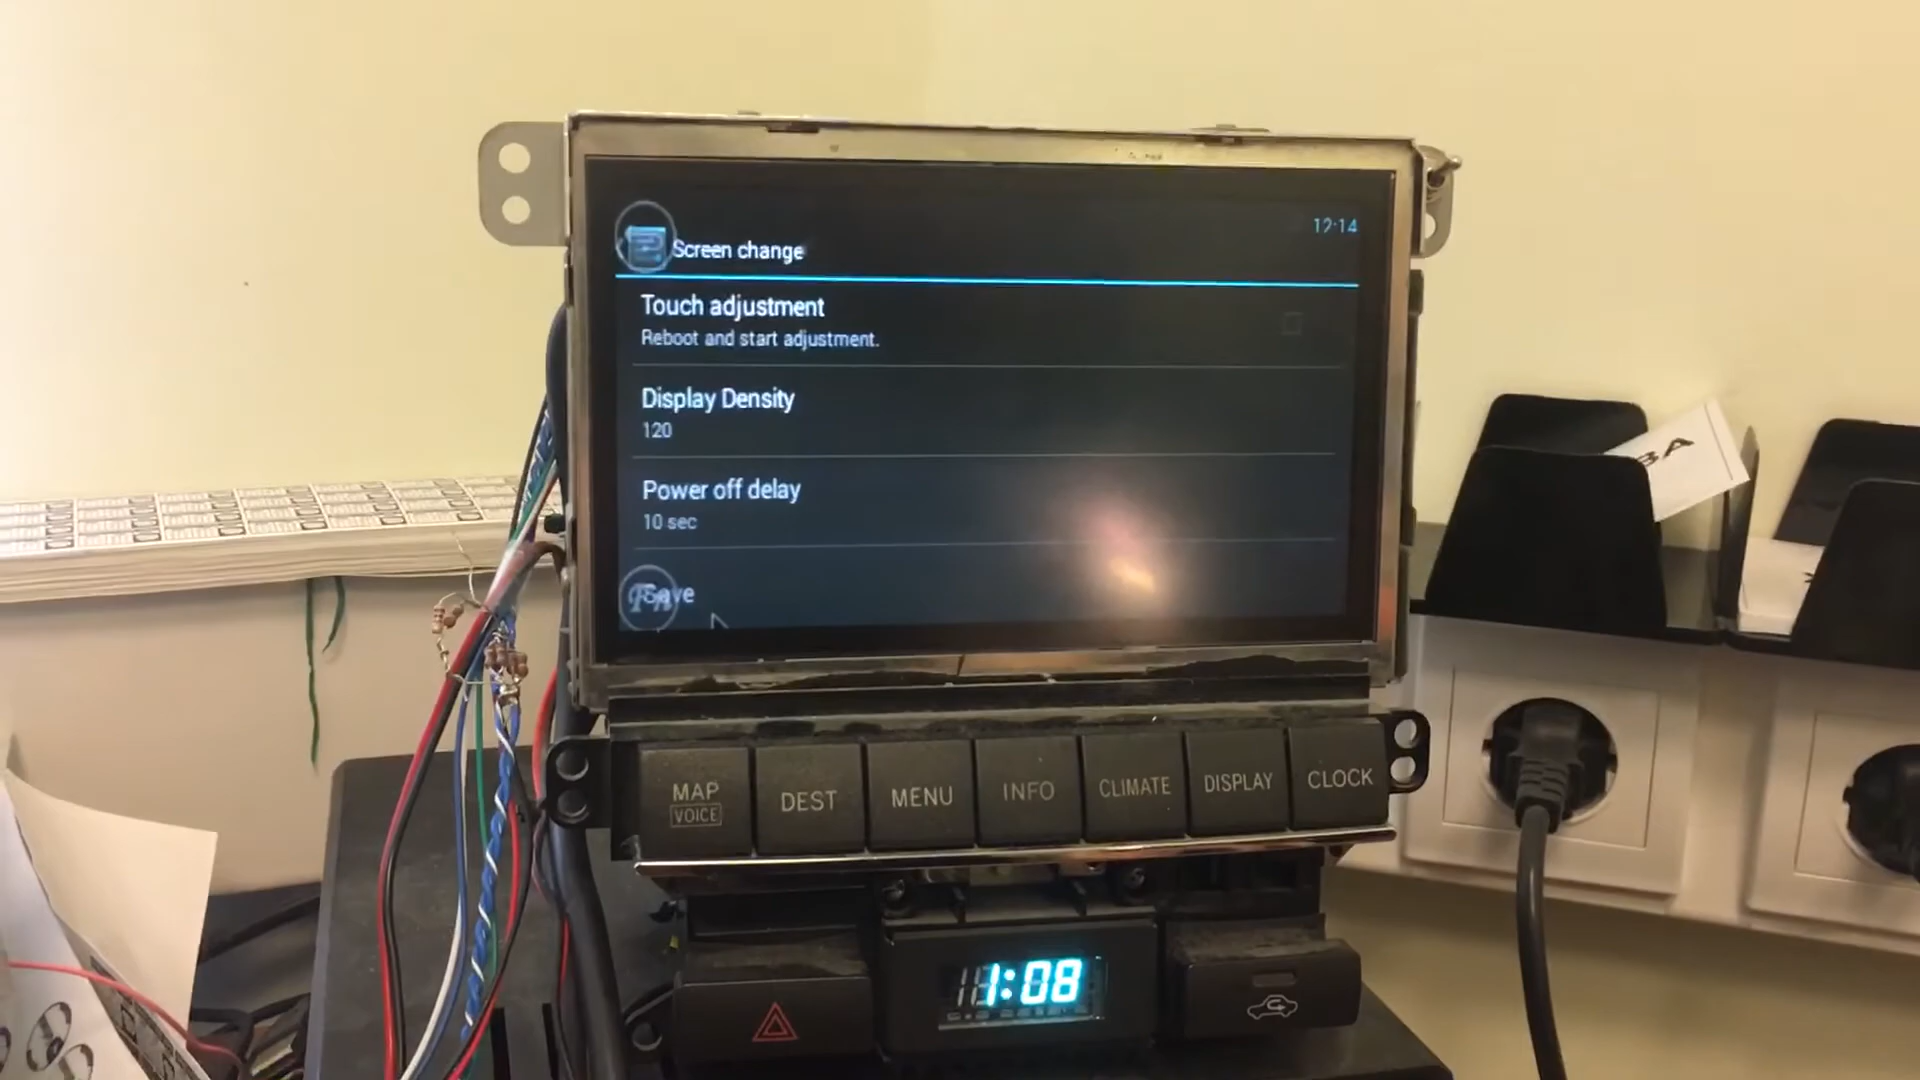 12:14
Screen change
Touch adjustment
Reboot and start adjustment.
Display Density
120
Power off delay
10 sec
Save
MAP
VOICE
DEST
MENU
INFO
CLIMATE
DISPLAY
CLOCK
1:08